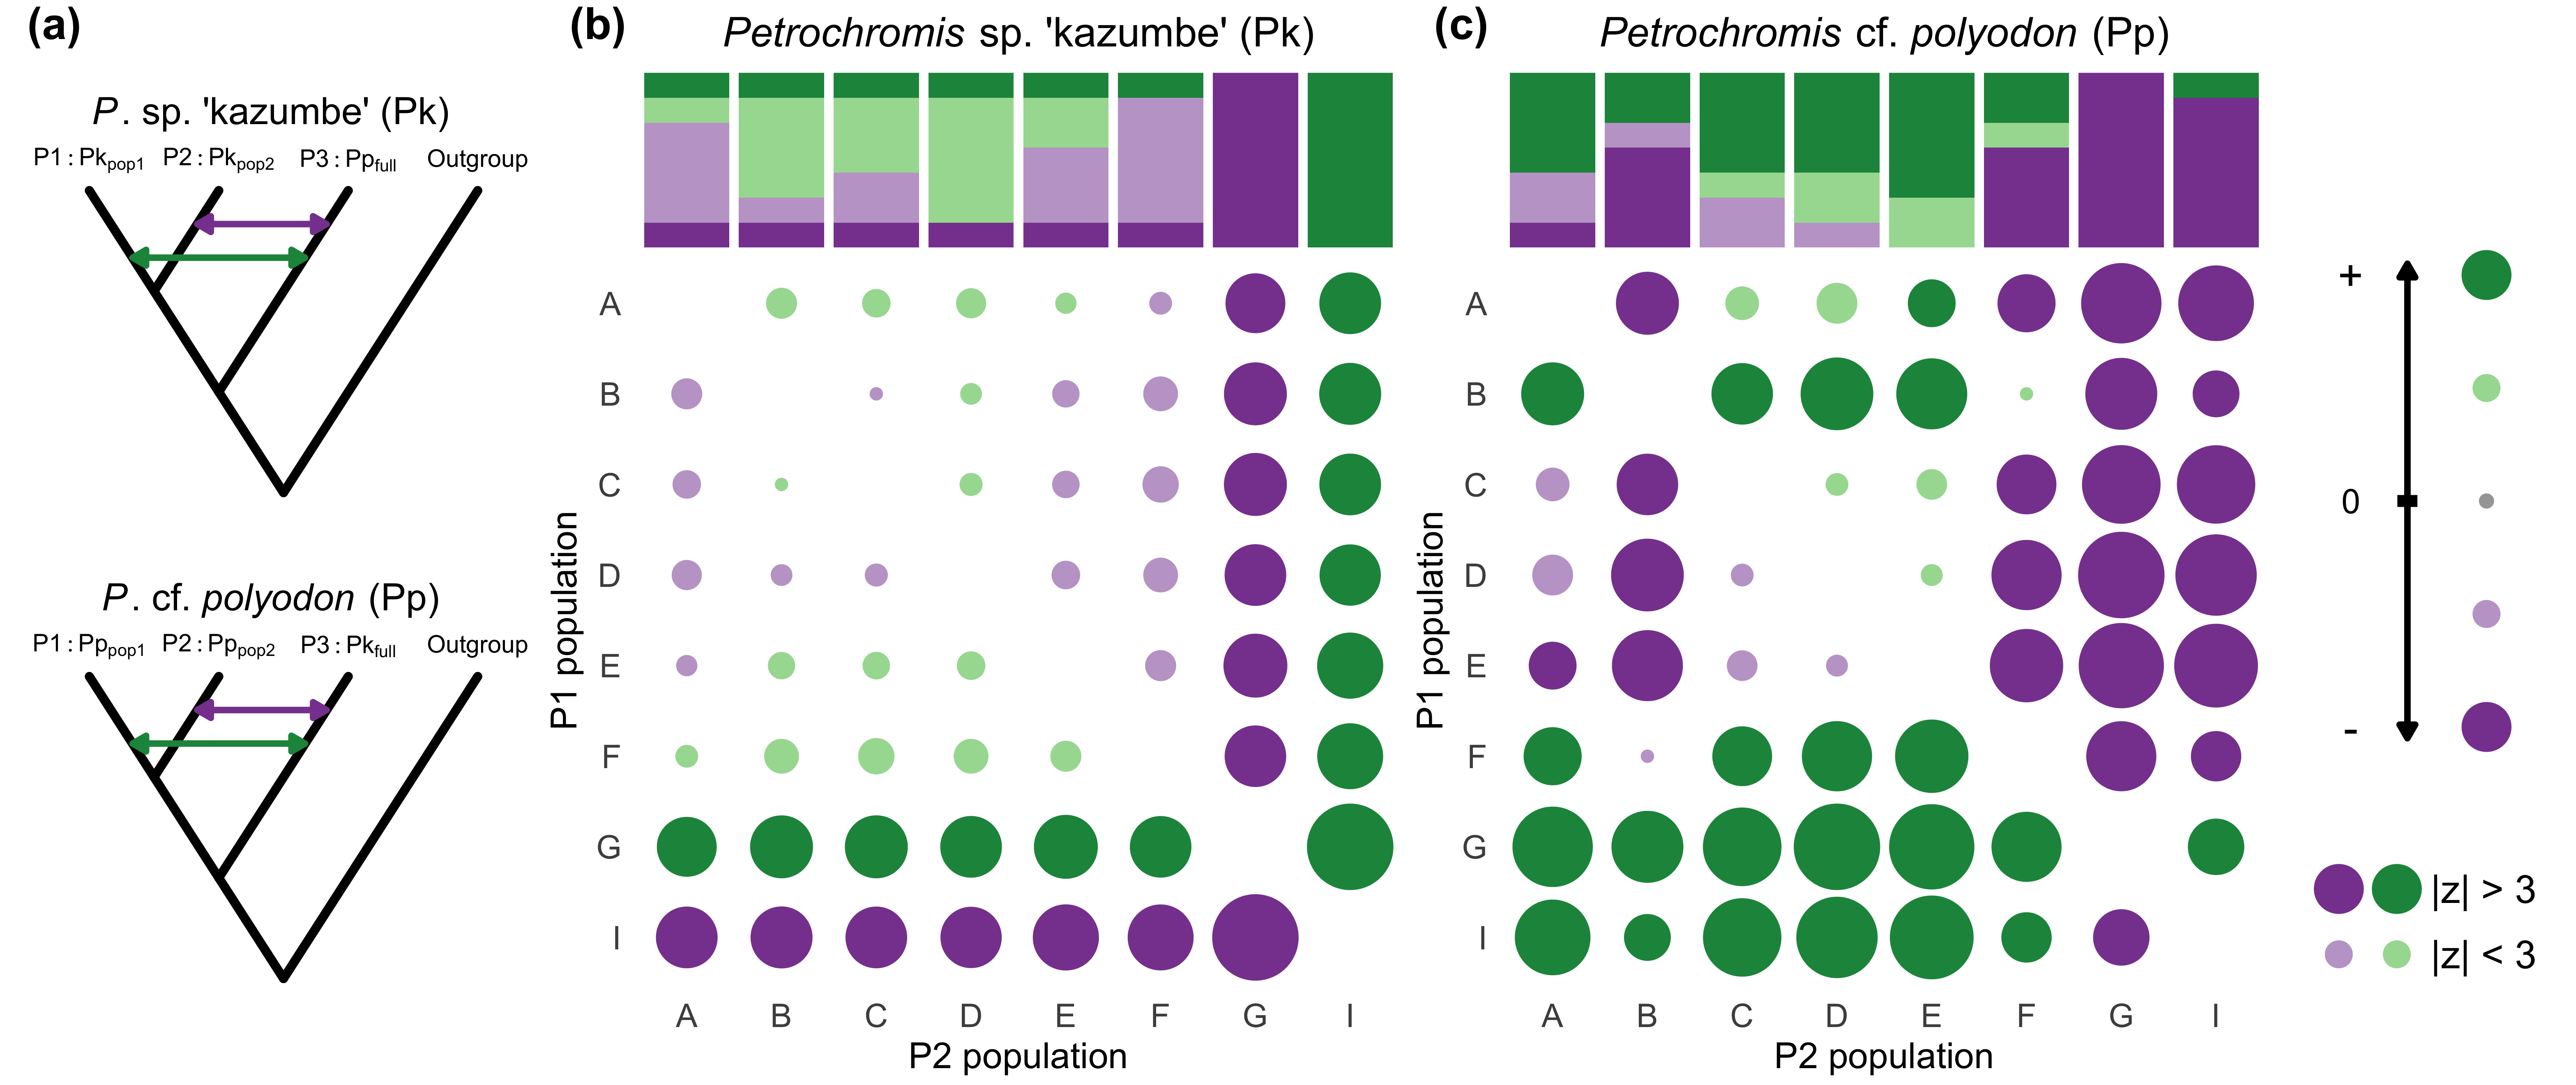 (a)
P. sp. 'kazumbe' (Pk)
P1 : Pkpop1 P2 : Pkpop2 P3 : Ppfull Outgroup
P. cf. polyodon (Pp)
P1 : Pppop1 P2 : Pppop2 P3 : Pkfull Outgroup
(b)
Petrochromis sp. 'kazumbe' (Pk)
P1 population
A
B
C
D
E
F
G
I
A B C D E F G I
P2 population
(c)
Petrochromis cf. polyodon (Pp)
P1 population
A
B
C
D
E
F
G
I
A B C D E F G I
P2 population
+
0
-
|z| > 3
|z| < 3